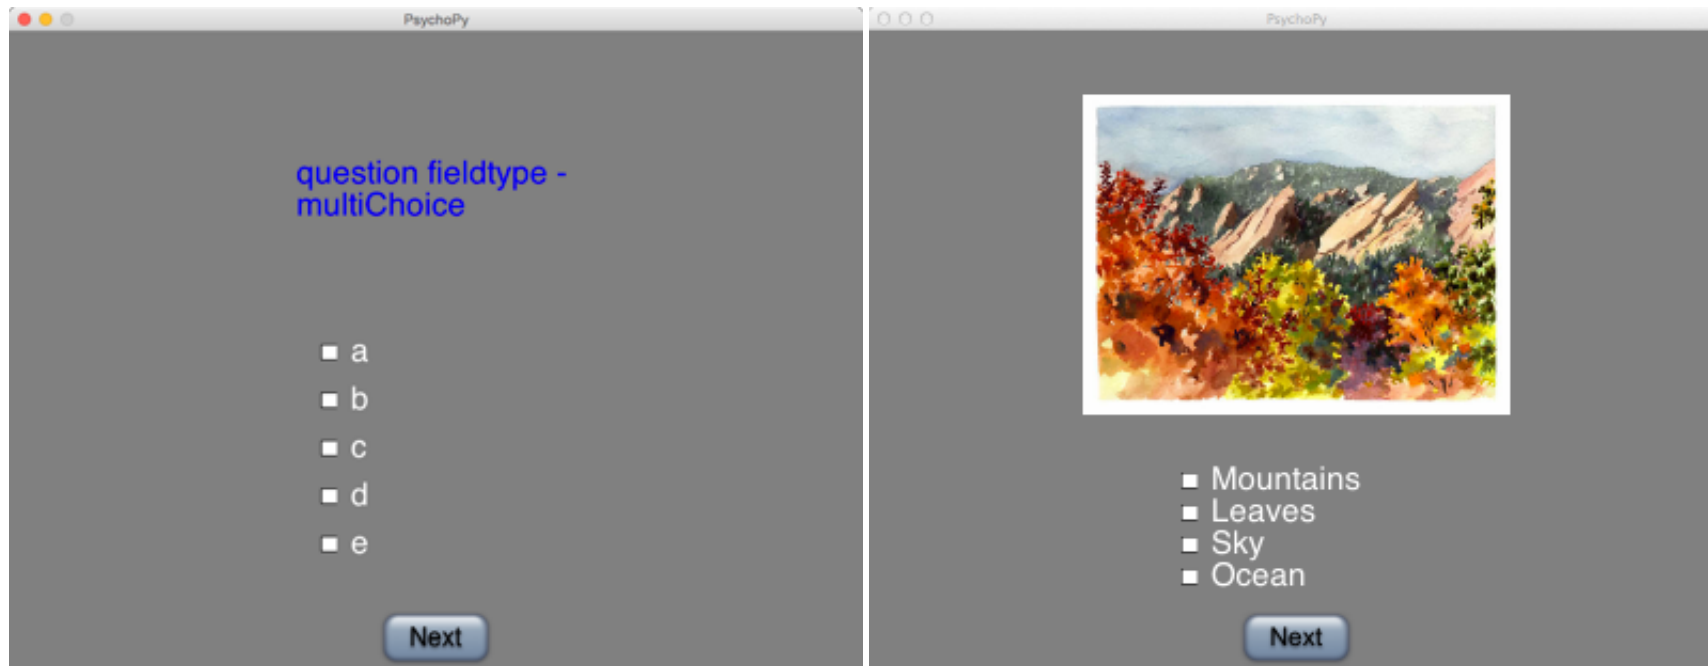 PsychoPy
question fieldtype -
multiChoice
a
b
c
d
e
Next
PsychoPy
Mountains
Leaves
Sky
Ocean
Next